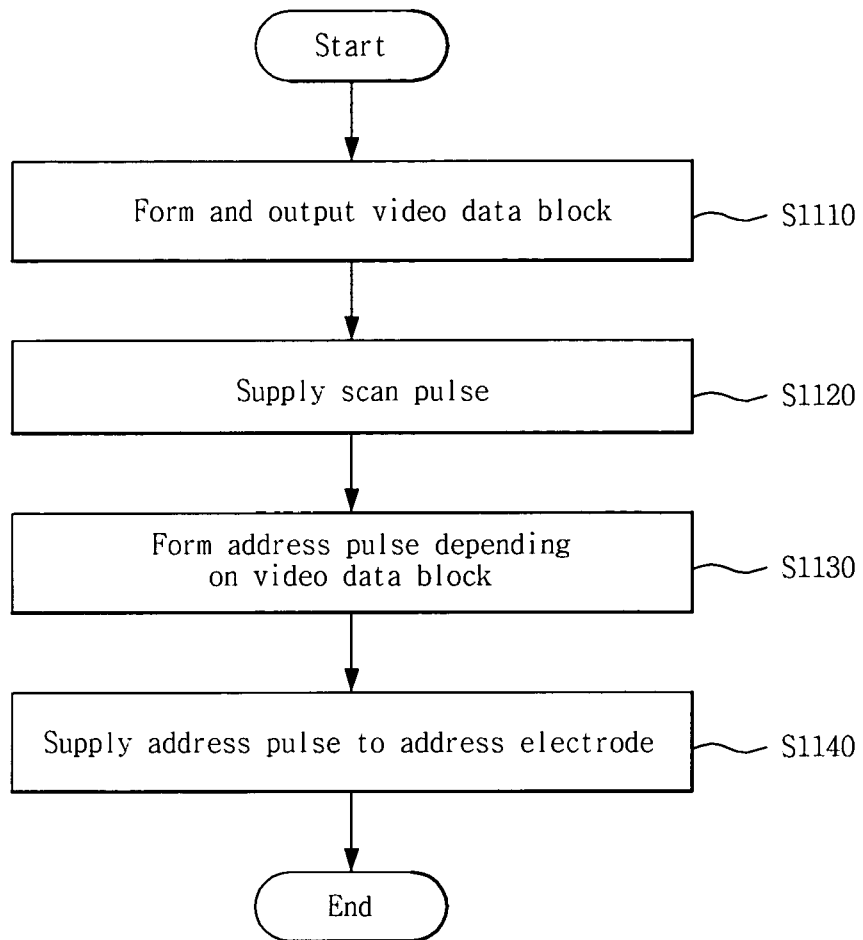 Start
Form and output video data block
S1110
Supply scan pulse
S1120
Form address pulse depending
on video data block
S1130
Supply address pulse to address electrode
S1140
End